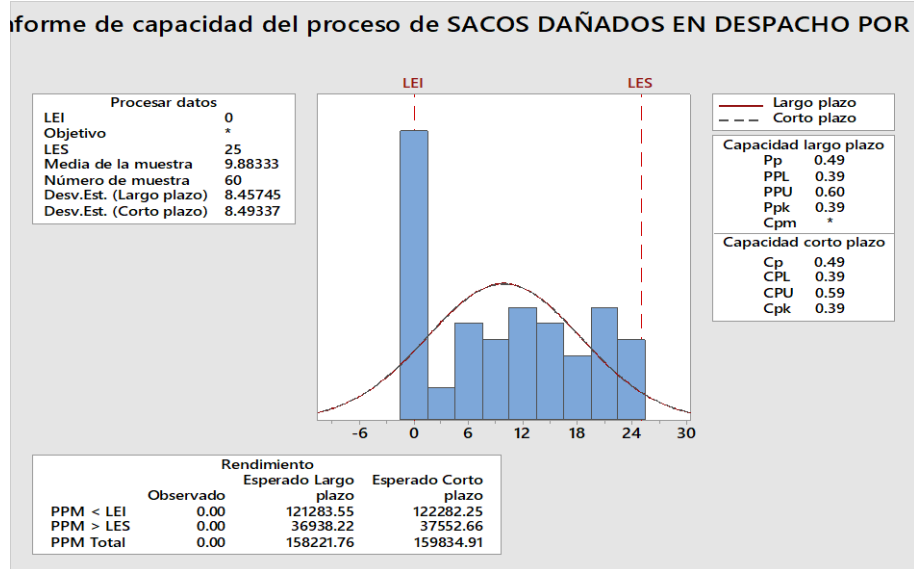 nforme de capacidad del proceso de SACOS DAÑADOS EN DESPACHO POR
LEI
LES
Procesar datos
LEI 0
Objetivo *
LES 25
Media de la muestra 9.88333
Número de muestra 60
Desv.Est. (Largo plazo) 8.45745
Desv.Est. (Corto plazo) 8.49337
Largo plazo
Corto plazo
Capacidad largo plazo
Pp 0.49
PPL 0.39
PPU 0.60
Ppk 0.39
Cpm *
Capacidad corto plazo
Cp 0.49
CPL 0.39
CPU 0.59
Cpk 0.39
-6 0 6 12 18 24 30
Rendimiento
Esperado Largo Esperado Corto
Observado plazo plazo
PPM < LEI 0.00 121283.55 122282.25
PPM > LES 0.00 36938.22 37552.66
PPM Total 0.00 158221.76 159834.91